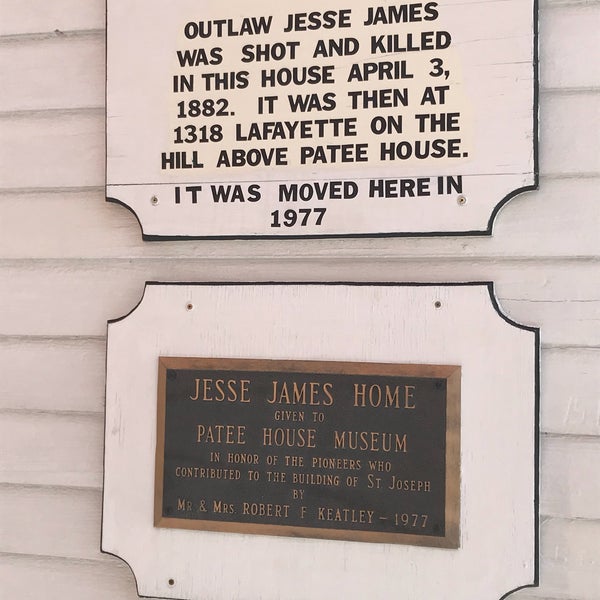 OUTLAW JESSE JAMES
WAS SHOT AND KILLED
IN THIS HOUSE APRIL 3,
1882. IT WAS THEN AT
1318 LAFAYETTE ON THE
HILL ABOVE PATEE HOUSE.
IT WAS MOVED HERE IN
1977
JESSE JAMES HOME
GIVEN TO
PATEE HOUSE MUSEUM
IN HONOR OF THE PIONEERS WHO
CONTRIBUTED TO THE BUILDING OF ST JOSEPH
BY
MR & MRS. ROBERT F KEATLEY - 1977